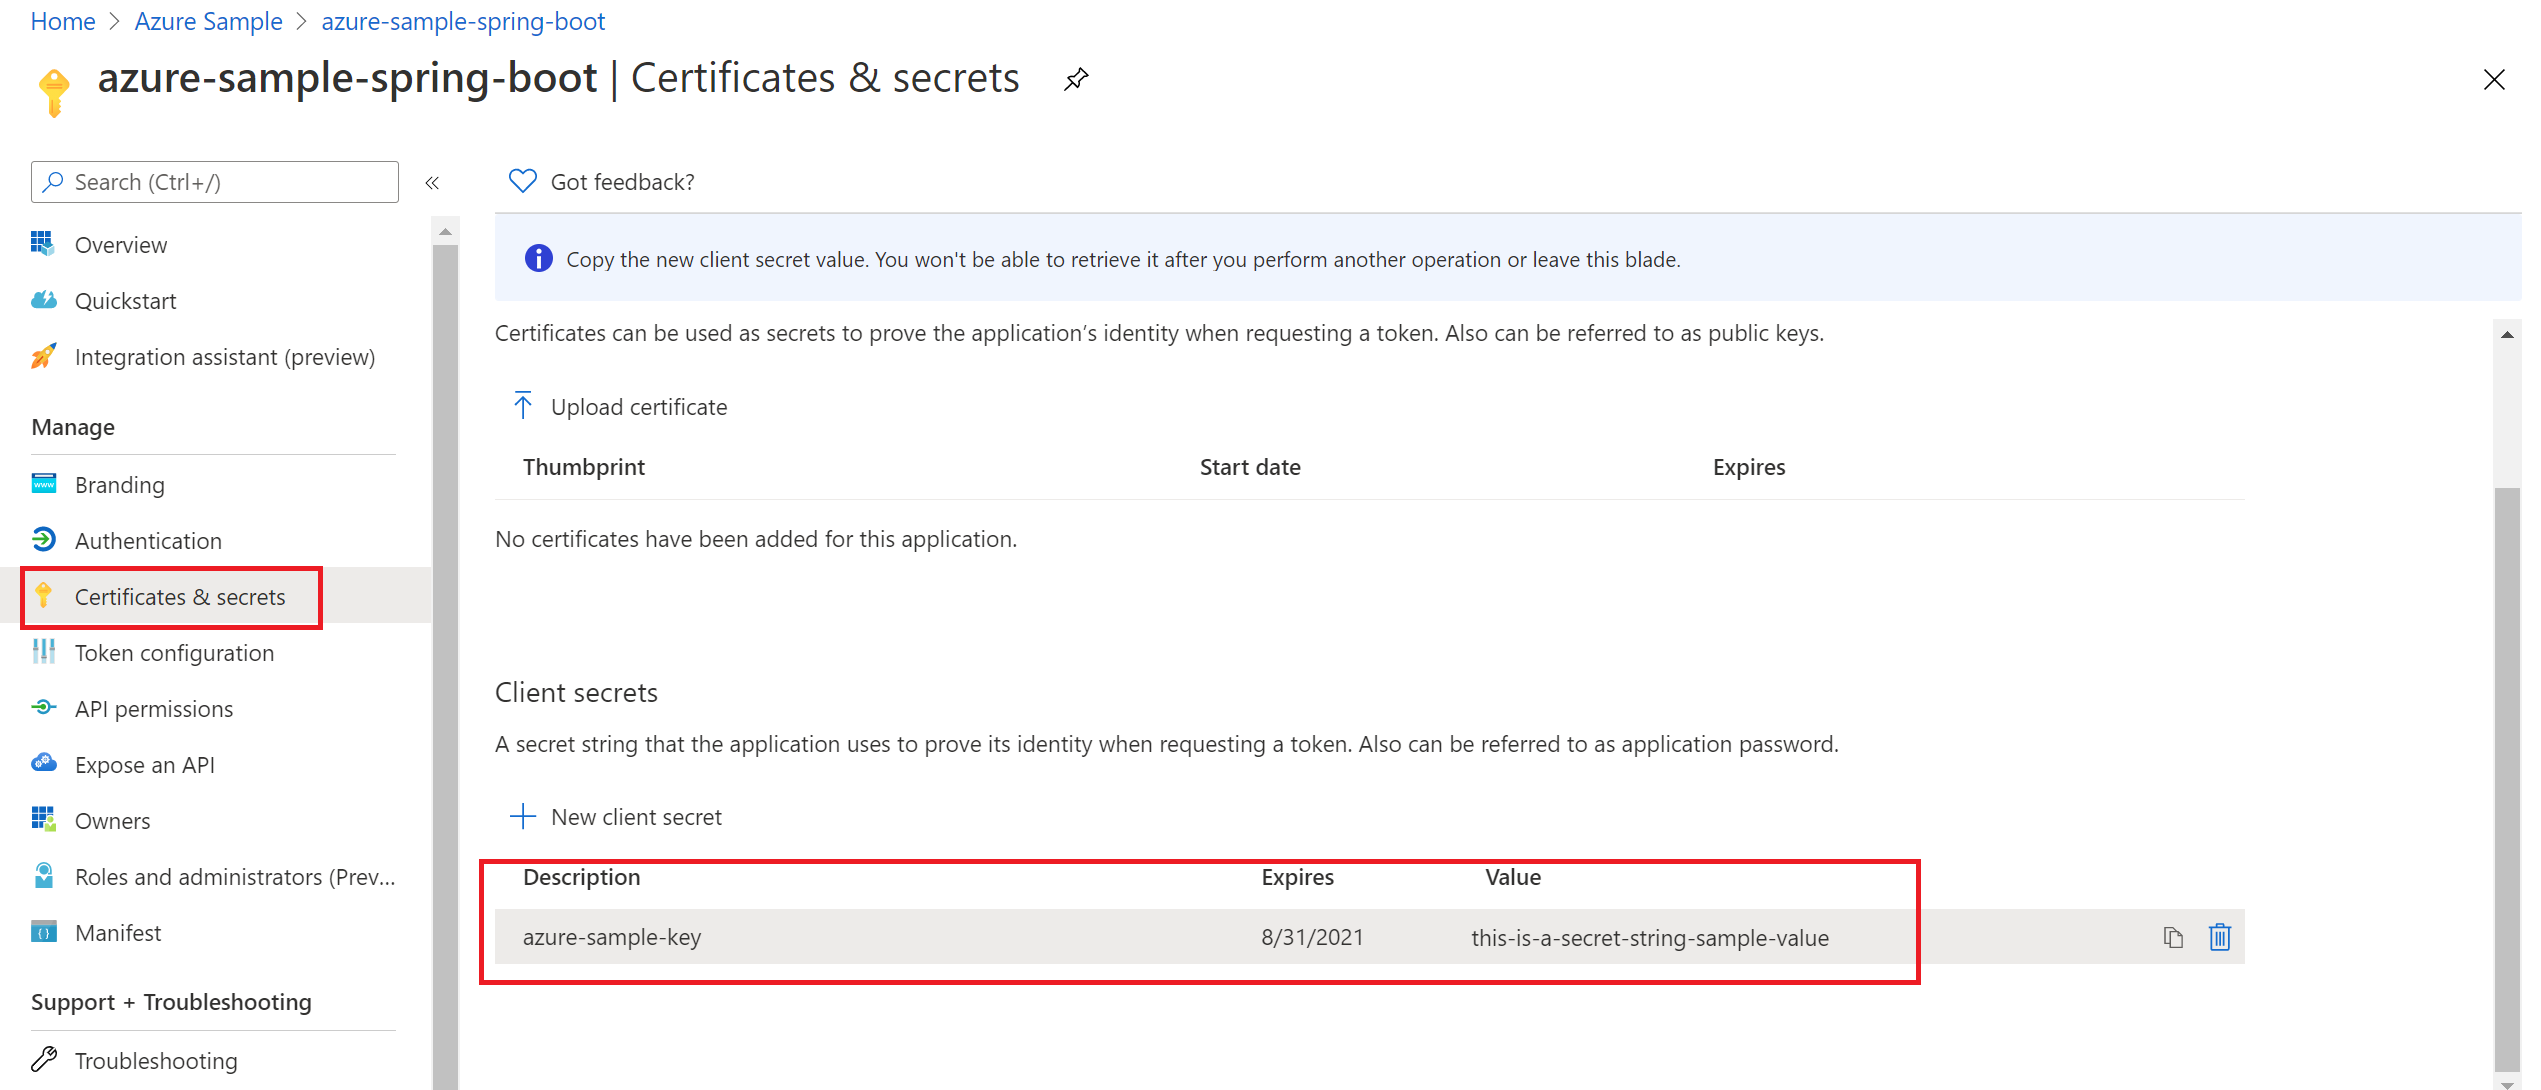 Home > Azure Sample > azure-sample-spring-boot
azure-sample-spring-boot | Certificates & secrets
Search (Ctrl+/)
«
Overview
Quickstart
Integration assistant (preview)
Manage
Branding
Authentication
Certificates & secrets
Token configuration
API permissions
Expose an API
Owners
Roles and administrators (Prev...
Manifest
Support + Troubleshooting
Troubleshooting
Got feedback?
Copy the new client secret value. You won't be able to retrieve it after you perform another operation or leave this blade.
Certificates can be used as secrets to prove the application’s identity when requesting a token. Also can be referred to as public keys.
Upload certificate
Thumbprint Start date Expires
No certificates have been added for this application.
Client secrets
A secret string that the application uses to prove its identity when requesting a token. Also can be referred to as application password.
New client secret
Description Expires Value
azure-sample-key 8/31/2021 this-is-a-secret-string-sample-value